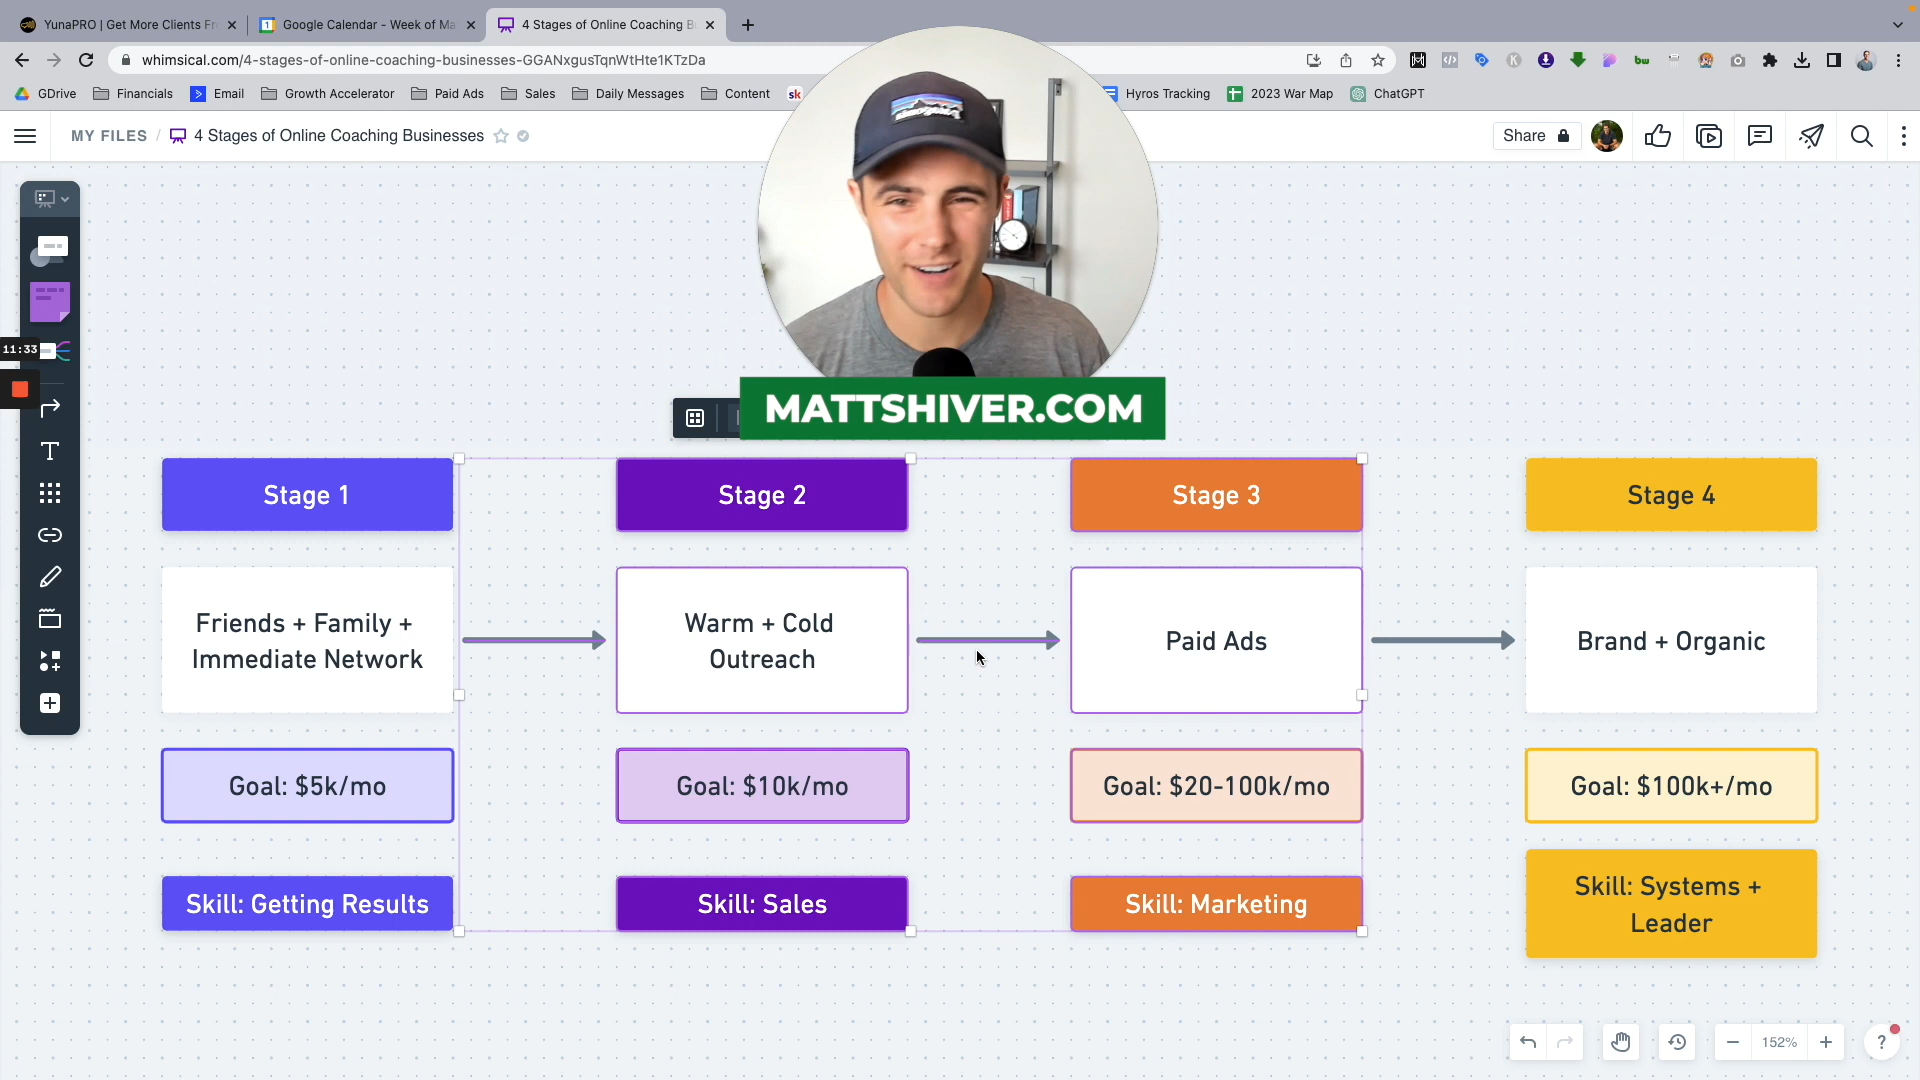 YunaPRO | Get More Clients Fr
Google Calendar - Week of Ma
4 Stages of Online Coaching B
whimsical.com/4-stages-of-online-coaching-businesses-GGANxgusTqnWtHte1KTzDa
GDrive
Financials
Email
Growth Accelerator
Paid Ads
Sales
Daily Messages
Content
sk
Hyros Tracking
2023 War Map
ChatGPT
MY FILES / 4 Stages of Online Coaching Businesses
Share
11:33
MATTSHIVER.COM
Stage 1
Stage 2
Stage 3
Stage 4
Friends + Family +
Immediate Network
Warm + Cold
Outreach
Paid Ads
Brand + Organic
Goal: $5k/mo
Goal: $10k/mo
Goal: $20-100k/mo
Goal: $100k+/mo
Skill: Getting Results
Skill: Sales
Skill: Marketing
Skill: Systems +
Leader
152%